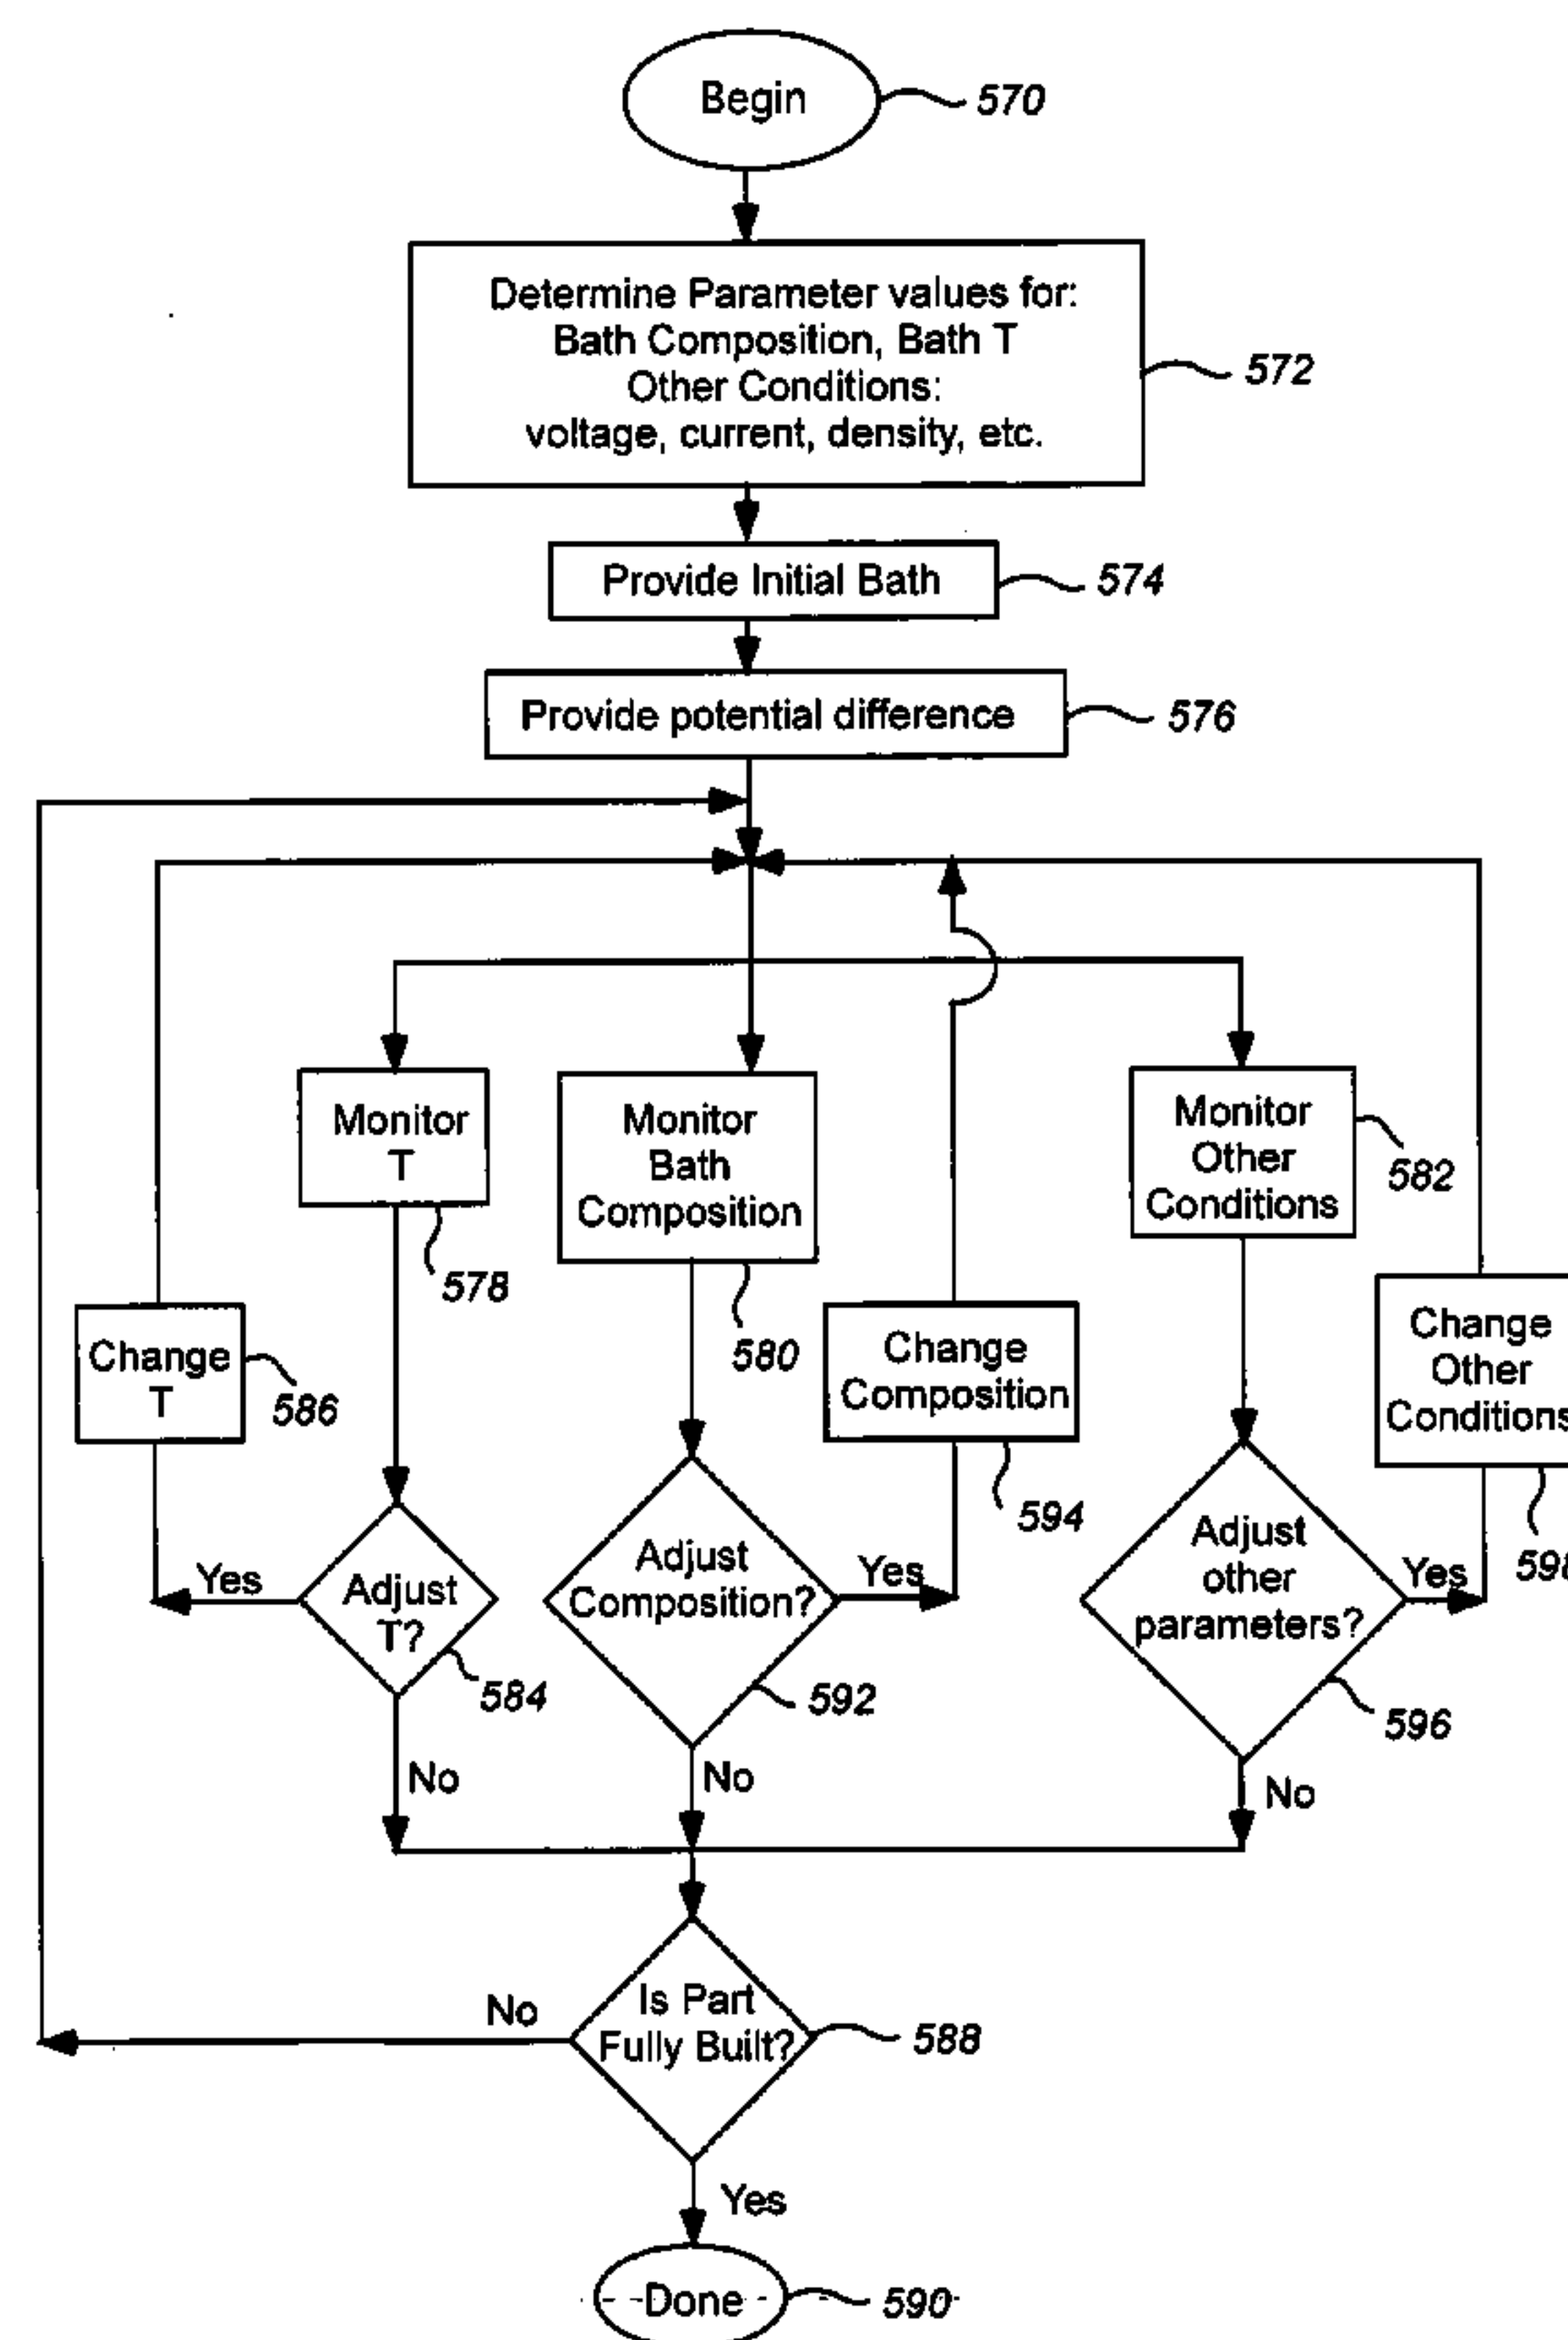 Begin
570
Determine Parameter values for:
Bath Composition, Bath T
Other Conditions:
voltage, current, density, etc.
572
Provide Initial Bath
574
Provide potential difference
576
Monitor
T
578
Monitor
Bath
Composition
580
Monitor
Other
Conditions
582
Change
T
586
Change
Composition
594
Change
Other
Conditions
Adjust
T?
584
Yes
No
Adjust
Composition?
592
Yes
No
Adjust
other
parameters?
596
Yes
No
Is Part
Fully Built?
588
No
Yes
Done
590